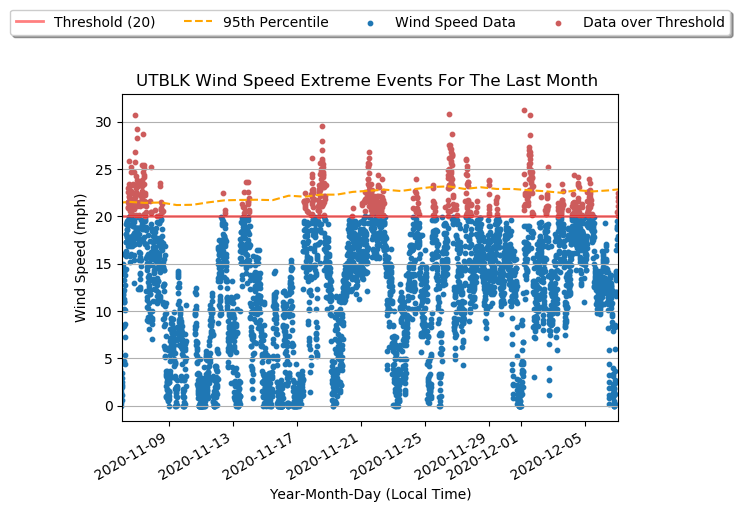 Threshold (20) 95th Percentile Wind Speed Data Data over Threshold
UTBLK Wind Speed Extreme Events For The Last Month
Wind Speed (mph)
30
25
20
15
10
5
0
2020-11-09 2020-11-13 2020-11-17 2020-11-21 2020-11-25 2020-11-29 2020-12-01 2020-12-05
Year-Month-Day (Local Time)